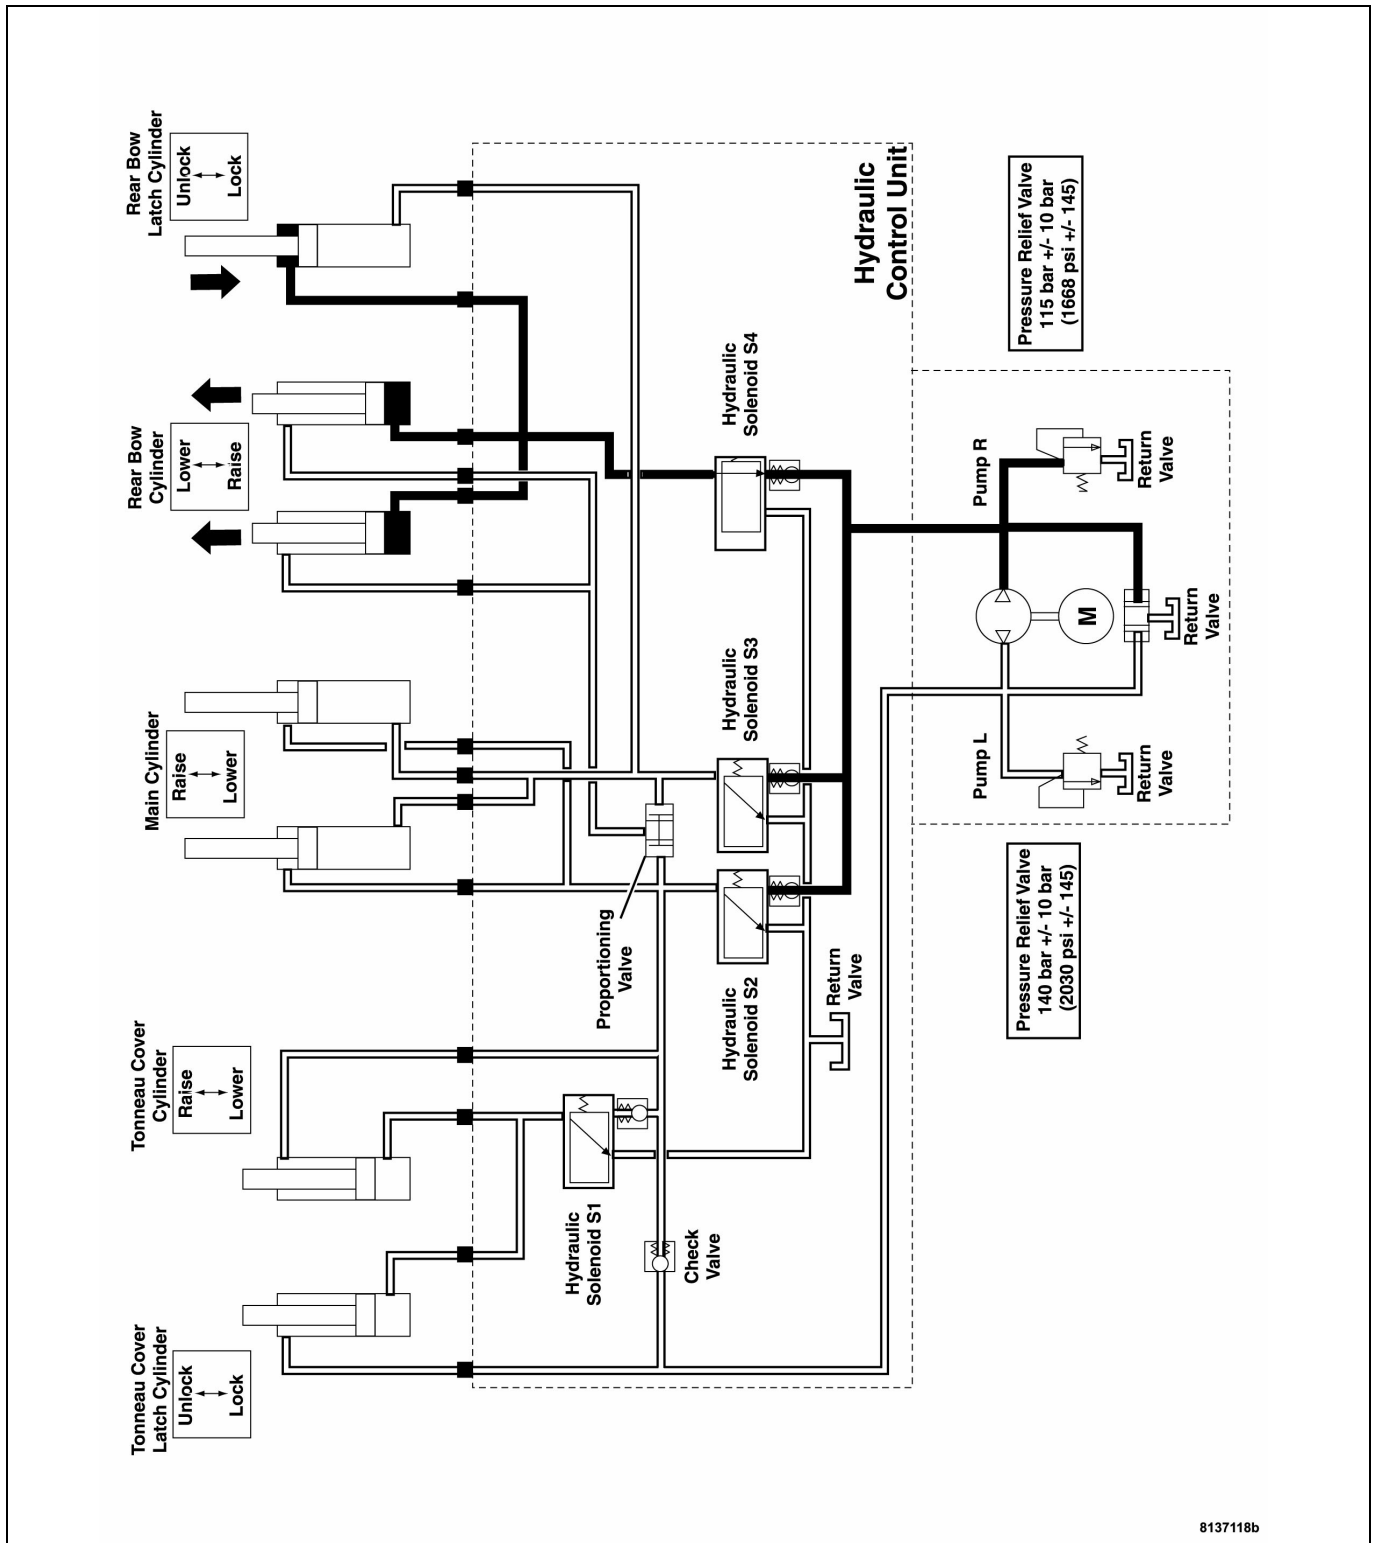 Rear Bow
Latch Cylinder
Unlock
Lock
Rear Bow
Cylinder
Lower
Raise
Main Cylinder
Raise
Lower
Tonneau Cover
Cylinder
Raise
Lower
Tonneau Cover
Latch Cylinder
Unlock
Lock
Hydraulic
Control Unit
Hydraulic
Solenoid S4
Hydraulic
Solenoid S3
Hydraulic
Solenoid S2
Hydraulic
Solenoid S1
Proportioning
Valve
Return
Valve
Check
Valve
Pressure Relief Valve
115 bar +/- 10 bar
(1668 psi +/- 145)
Pump R
Return
Valve
M
Return
Valve
Pump L
Return
Valve
Pressure Relief Valve
140 bar +/- 10 bar
(2030 psi +/- 145)
8137118b